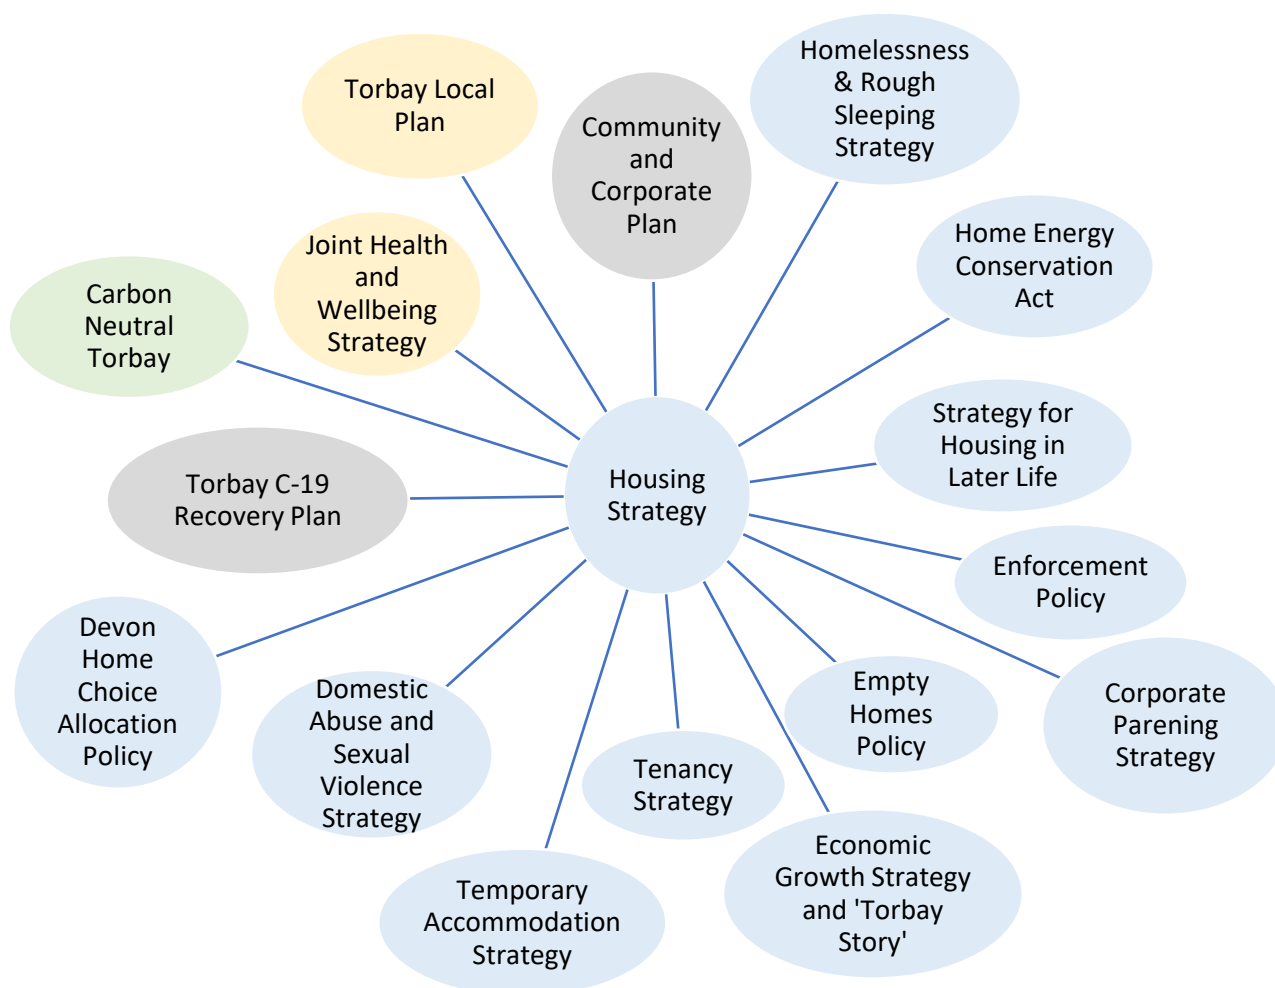 Homelessness
& Rough
Sleeping
Strategy
Torbay Local
Plan
Community
and
Corporate
Plan
Home Energy
Conservation
Act
Joint Health
and
Wellbeing
Strategy
Carbon
Neutral
Torbay
Strategy for
Housing in
Later Life
Housing
Strategy
Torbay C-19
Recovery Plan
Enforcement
Policy
Devon
Home
Choice
Allocation
Policy
Domestic
Abuse and
Sexual
Violence
Strategy
Empty
Homes
Policy
Corporate
Parening
Strategy
Tenancy
Strategy
Economic
Growth Strategy
and 'Torbay
Story'
Temporary
Accommodation
Strategy